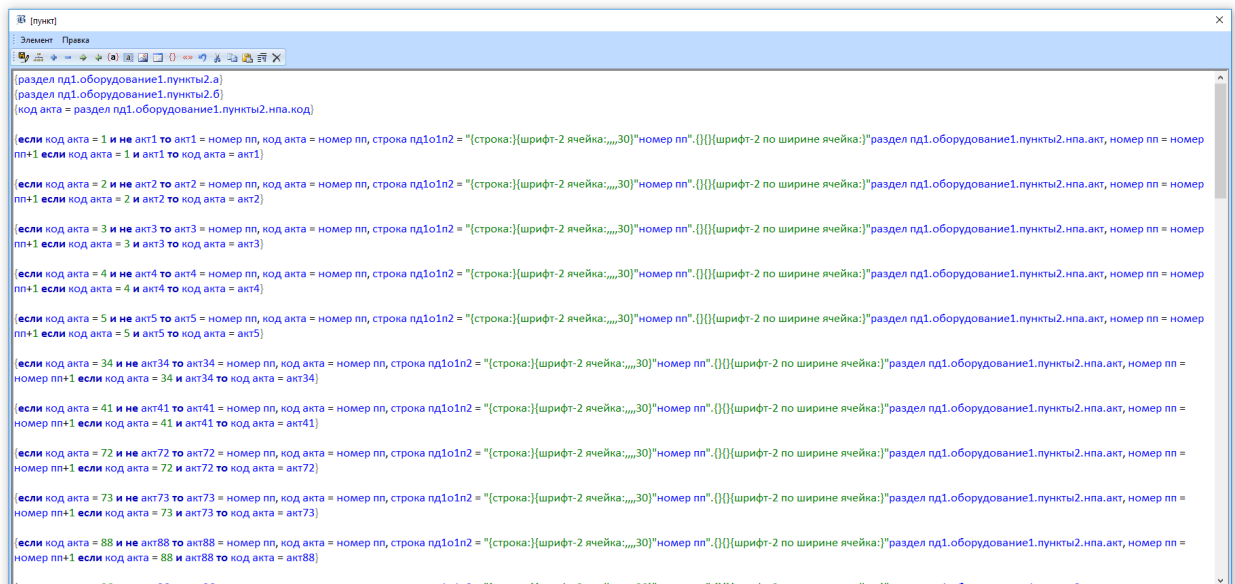 [пункт]
Элемент Правка
{раздел пд1.оборудование1.пункты2.а}
{раздел пд1.оборудование1.пункты2.б}
{код акта = раздел пд1.оборудование1.пункты2.нпа.код}
{если код акта = 1 и не акт1 то акт1 = номер пп, код акта = номер пп, строка пд1о1п2 = "{строка:}{шрифт-2 ячейка:,,,,30}"номер пп".{}{}{шрифт-2 по ширине ячейка:}"раздел пд1.оборудование1.пункты2.нпа.акт, номер пп = номер
пп+1 если код акта = 1 и акт1 то код акта = акт1}
{если код акта = 2 и не акт2 то акт2 = номер пп, код акта = номер пп, строка пд1о1п2 = "{строка:}{шрифт-2 ячейка:,,,,30}"номер пп".{}{}{шрифт-2 по ширине ячейка:}"раздел пд1.оборудование1.пункты2.нпа.акт, номер пп = номер
пп+1 если код акта = 2 и акт2 то код акта = акт2}
{если код акта = 3 и не акт3 то акт3 = номер пп, код акта = номер пп, строка пд1о1п2 = "{строка:}{шрифт-2 ячейка:,,,,30}"номер пп".{}{}{шрифт-2 по ширине ячейка:}"раздел пд1.оборудование1.пункты2.нпа.акт, номер пп = номер
пп+1 если код акта = 3 и акт3 то код акта = акт3}
{если код акта = 4 и не акт4 то акт4 = номер пп, код акта = номер пп, строка пд1о1п2 = "{строка:}{шрифт-2 ячейка:,,,,30}"номер пп".{}{}{шрифт-2 по ширине ячейка:}"раздел пд1.оборудование1.пункты2.нпа.акт, номер пп = номер
пп+1 если код акта = 4 и акт4 то код акта = акт4}
{если код акта = 5 и не акт5 то акт5 = номер пп, код акта = номер пп, строка пд1о1п2 = "{строка:}{шрифт-2 ячейка:,,,,30}"номер пп".{}{}{шрифт-2 по ширине ячейка:}"раздел пд1.оборудование1.пункты2.нпа.акт, номер пп = номер
пп+1 если код акта = 5 и акт5 то код акта = акт5}
{если код акта = 34 и не акт34 то акт34 = номер пп, код акта = номер пп, строка пд1о1п2 = "{строка:}{шрифт-2 ячейка:,,,,30}"номер пп".{}{}{шрифт-2 по ширине ячейка:}"раздел пд1.оборудование1.пункты2.нпа.акт, номер пп =
номер пп+1 если код акта = 34 и акт34 то код акта = акт34}
{если код акта = 41 и не акт41 то акт41 = номер пп, код акта = номер пп, строка пд1о1п2 = "{строка:}{шрифт-2 ячейка:,,,,30}"номер пп".{}{}{шрифт-2 по ширине ячейка:}"раздел пд1.оборудование1.пункты2.нпа.акт, номер пп =
номер пп+1 если код акта = 41 и акт41 то код акта = акт41}
{если код акта = 72 и не акт72 то акт72 = номер пп, код акта = номер пп, строка пд1о1п2 = "{строка:}{шрифт-2 ячейка:,,,,30}"номер пп".{}{}{шрифт-2 по ширине ячейка:}"раздел пд1.оборудование1.пункты2.нпа.акт, номер пп =
номер пп+1 если код акта = 72 и акт72 то код акта = акт72}
{если код акта = 73 и не акт73 то акт73 = номер пп, код акта = номер пп, строка пд1о1п2 = "{строка:}{шрифт-2 ячейка:,,,,30}"номер пп".{}{}{шрифт-2 по ширине ячейка:}"раздел пд1.оборудование1.пункты2.нпа.акт, номер пп =
номер пп+1 если код акта = 73 и акт73 то код акта = акт73}
{если код акта = 88 и не акт88 то акт88 = номер пп, код акта = номер пп, строка пд1о1п2 = "{строка:}{шрифт-2 ячейка:,,,,30}"номер пп".{}{}{шрифт-2 по ширине ячейка:}"раздел пд1.оборудование1.пункты2.нпа.акт, номер пп =
номер пп+1 если код акта = 88 и акт88 то код акта = акт88}